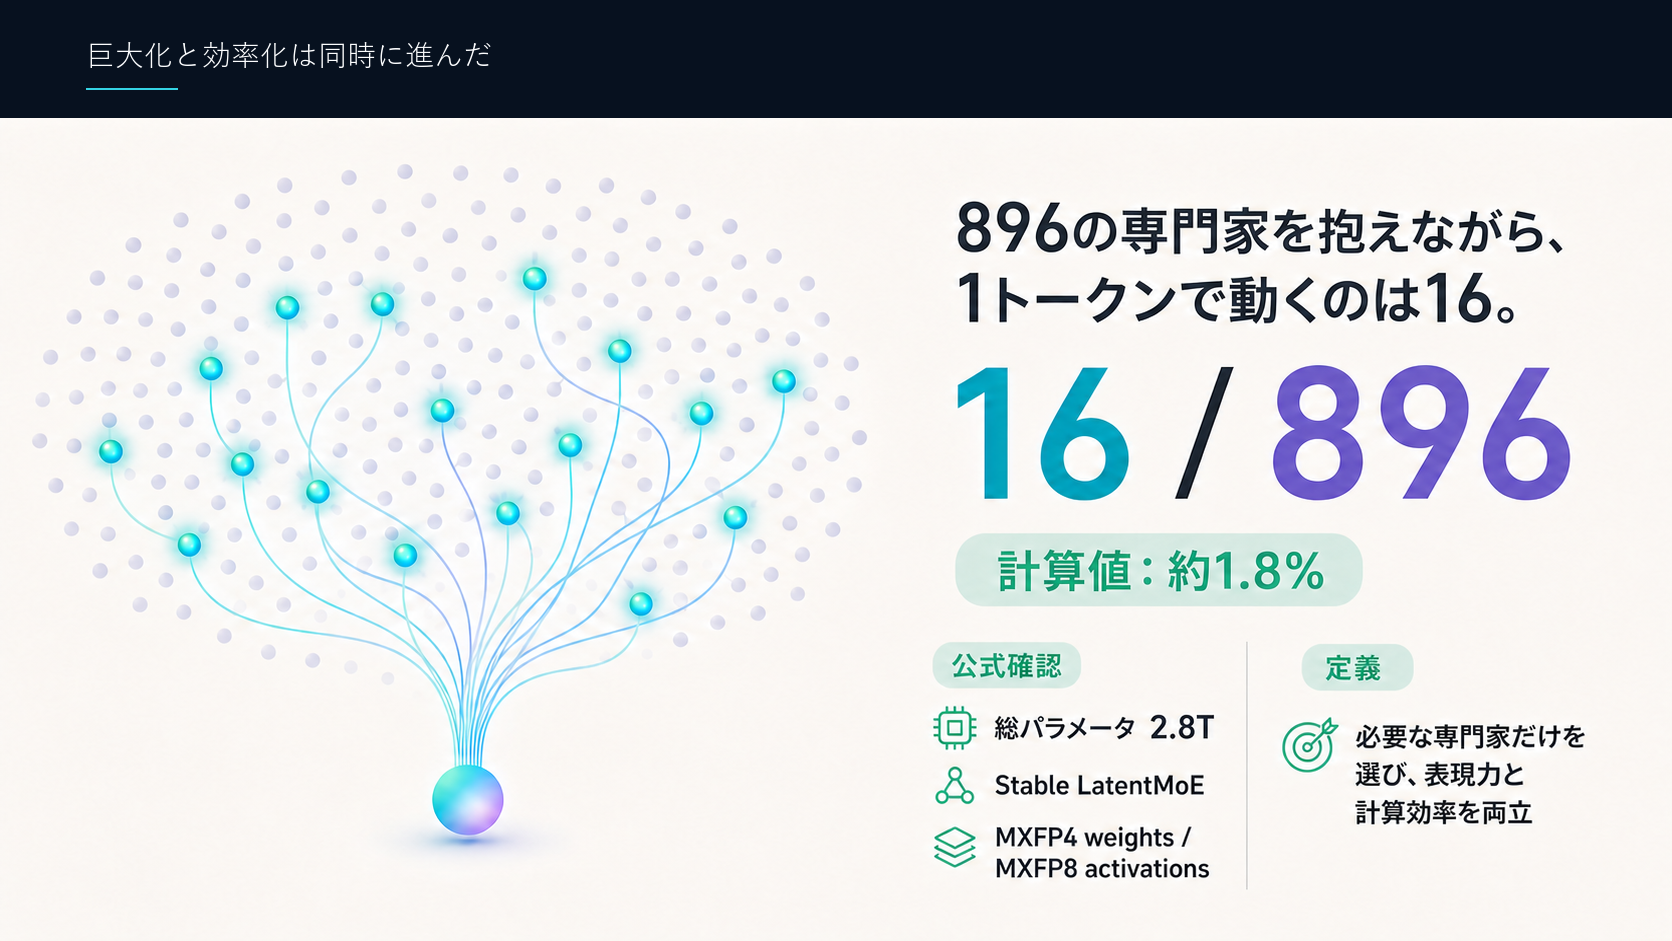 巨大化と効率化は同時に進んだ
896の専門家を抱えながら、
1トークンで動くのは16。
16 / 896
計算値：約1.8%
公式確認
総パラメータ 2.8T
Stable LatentMoE
MXFP4 weights /
MXFP8 activations
定義
必要な専門家だけを
選び、表現力と
計算効率を両立